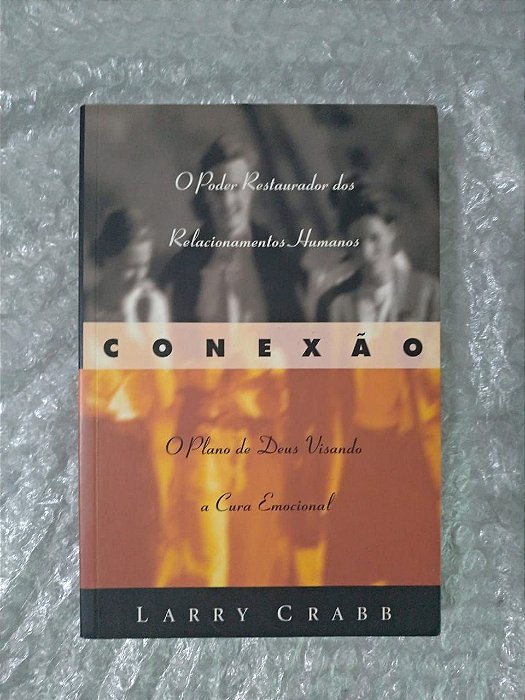 O Poder Restaurador dos
Relacionamentos Humanos
CONEXÃO
O Plano de Deus Visando
a Cura Emocional
LARRY CRABB